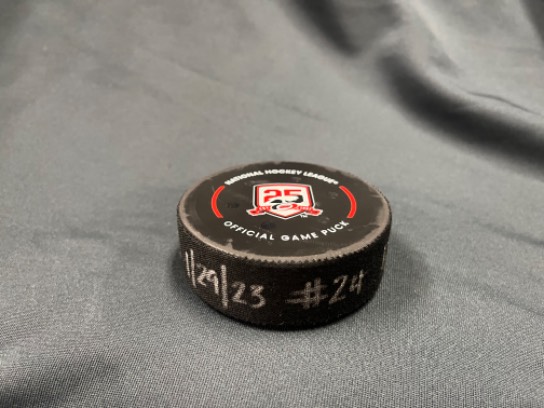 NATIONAL HOCKEY LEAGUE®
25
OFFICIAL GAME PUCK
1/29/23 #24